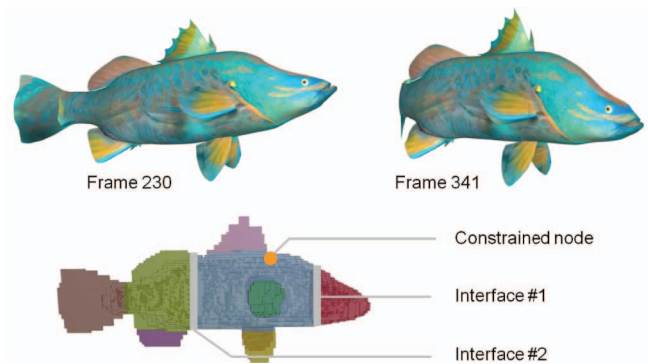 Frame 230
Frame 341
Constrained node
Interface #1
Interface #2